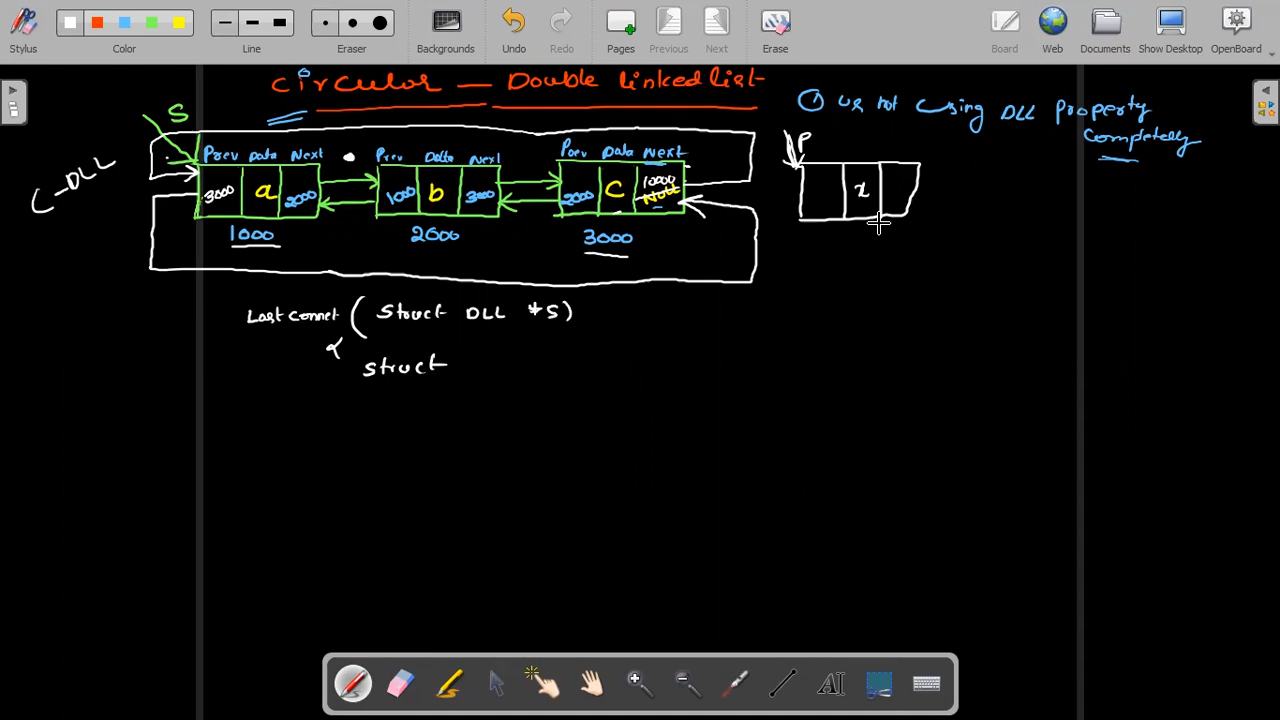 Stylus Color Line Eraser Backgrounds Undo Redo Pages Previous Next Erase Board Web Documents Show Desktop OpenBoard
Circular — Double linked list
① we not using DLL property
Completely
S
P
C-DLL
Prev Data Next Prev Data Next Prev Data Next
3000 a 2000 1000 b 3000 2000 C 1000 Null
x
1000 2000 3000
Last connet ( struct DLL *S)
{
struct